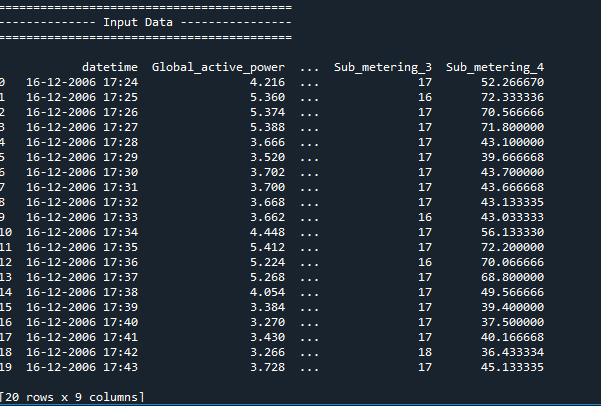 ==========================================
-------------- Input Data ----------------
==========================================
datetime Global_active_power ... Sub_metering_3 Sub_metering_4
0 16-12-2006 17:24 4.216 ... 17 52.266670
1 16-12-2006 17:25 5.360 ... 16 72.333336
2 16-12-2006 17:26 5.374 ... 17 70.566666
3 16-12-2006 17:27 5.388 ... 17 71.800000
4 16-12-2006 17:28 3.666 ... 17 43.100000
5 16-12-2006 17:29 3.520 ... 17 39.666668
6 16-12-2006 17:30 3.702 ... 17 43.700000
7 16-12-2006 17:31 3.700 ... 17 43.666668
8 16-12-2006 17:32 3.668 ... 17 43.133335
9 16-12-2006 17:33 3.662 ... 16 43.033333
10 16-12-2006 17:34 4.448 ... 17 56.133330
11 16-12-2006 17:35 5.412 ... 17 72.200000
12 16-12-2006 17:36 5.224 ... 16 70.066666
13 16-12-2006 17:37 5.268 ... 17 68.800000
14 16-12-2006 17:38 4.054 ... 17 49.566666
15 16-12-2006 17:39 3.384 ... 17 39.400000
16 16-12-2006 17:40 3.270 ... 17 37.500000
17 16-12-2006 17:41 3.430 ... 17 40.166668
18 16-12-2006 17:42 3.266 ... 18 36.433334
19 16-12-2006 17:43 3.728 ... 17 45.133335
[20 rows x 9 columns]